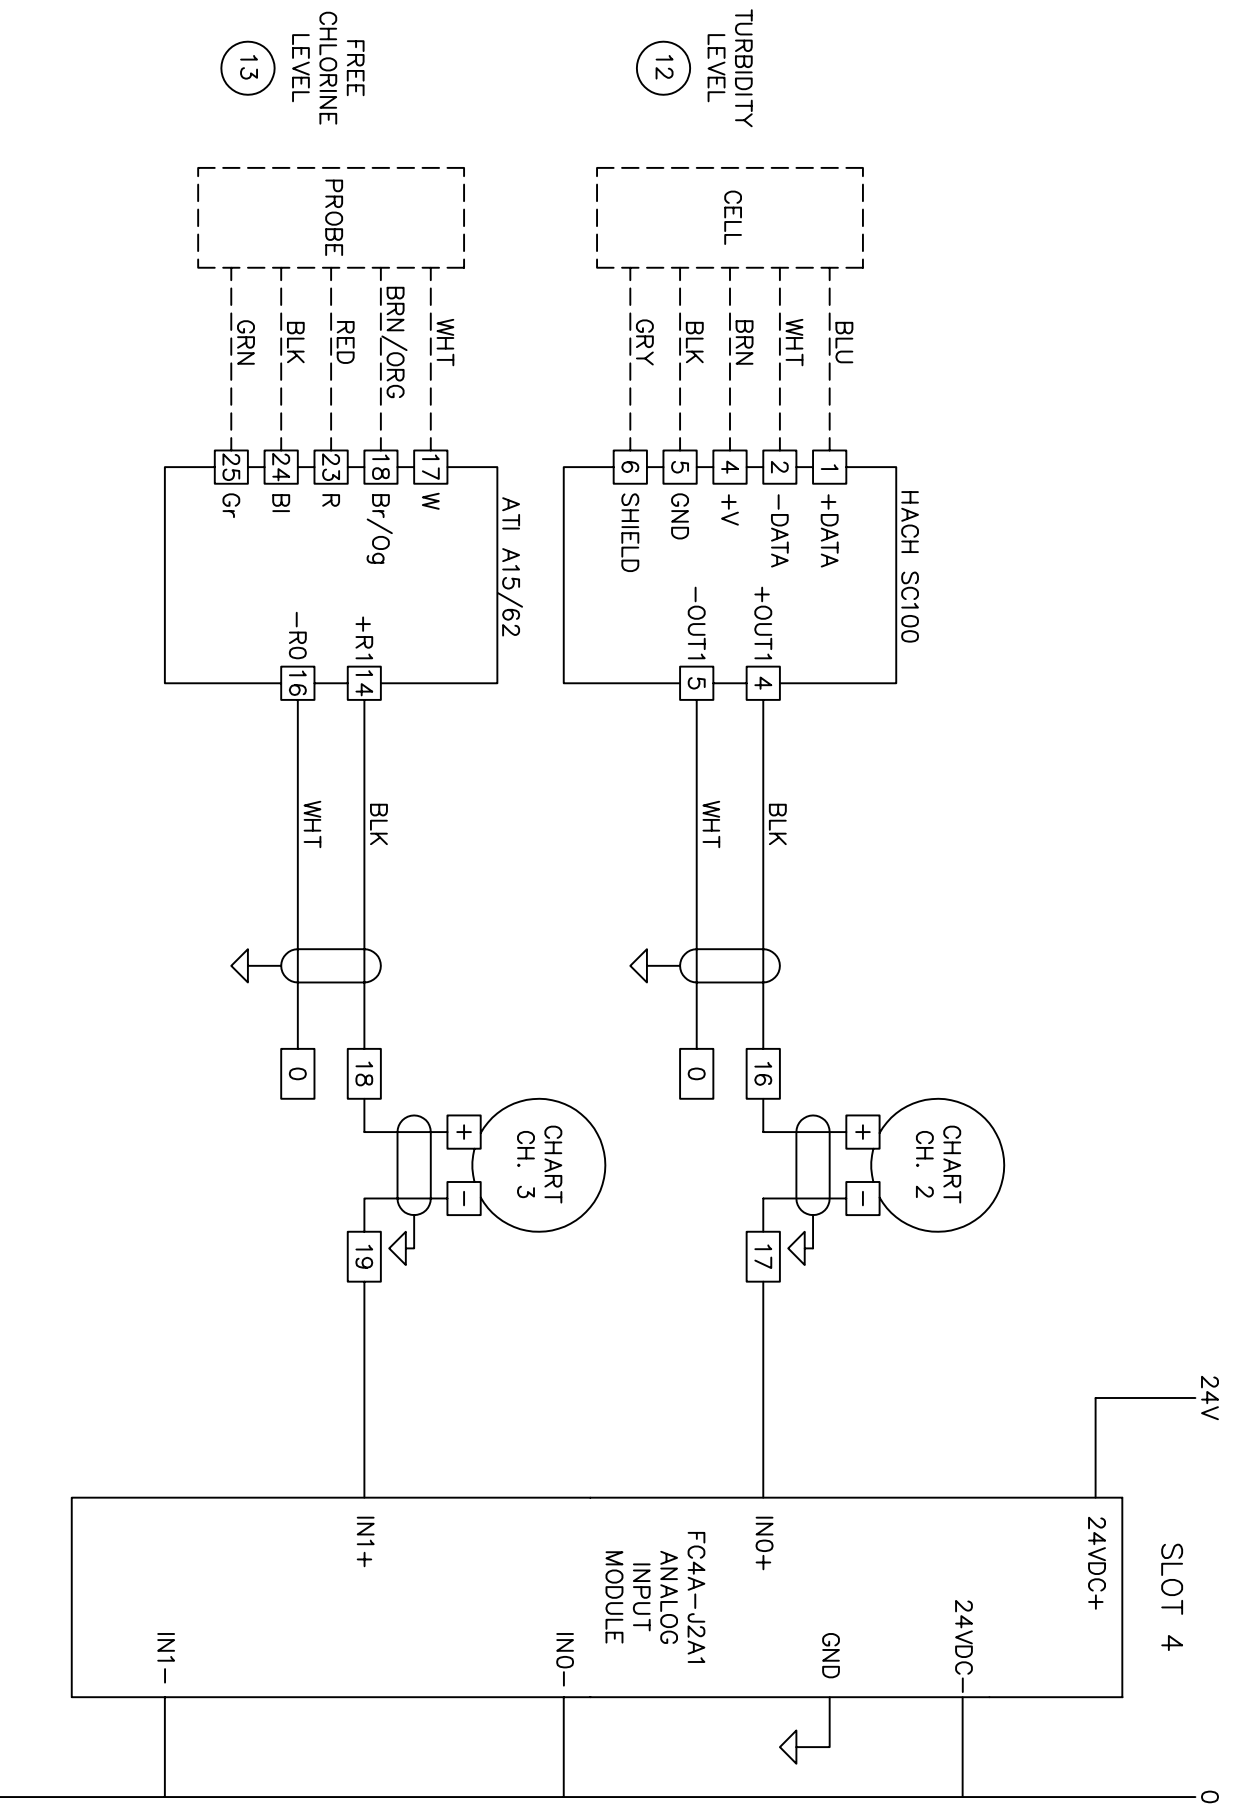 24V
0
SLOT 4
24VDC+
24VDC-
GND
IN0+
FC4A-J2A1
ANALOG
INPUT
MODULE
IN0-
IN1+
IN1-
TURBIDITY
LEVEL
12
CELL
BLU
WHT
BRN
BLK
GRY
HACH SC100
1 +DATA
2 -DATA
4 +V
5 GND
6 SHIELD
+OUT1 4
-OUT1 5
BLK
WHT
16
0
CHART
CH. 2
+
-
17
FREE
CHLORINE
LEVEL
13
PROBE
WHT
BRN/ORG
RED
BLK
GRN
ATI A15/62
17 W
18 Br/Og
23 R
24 Bl
25 Gr
+R1 14
-R0 16
BLK
WHT
18
0
CHART
CH. 3
+
-
19